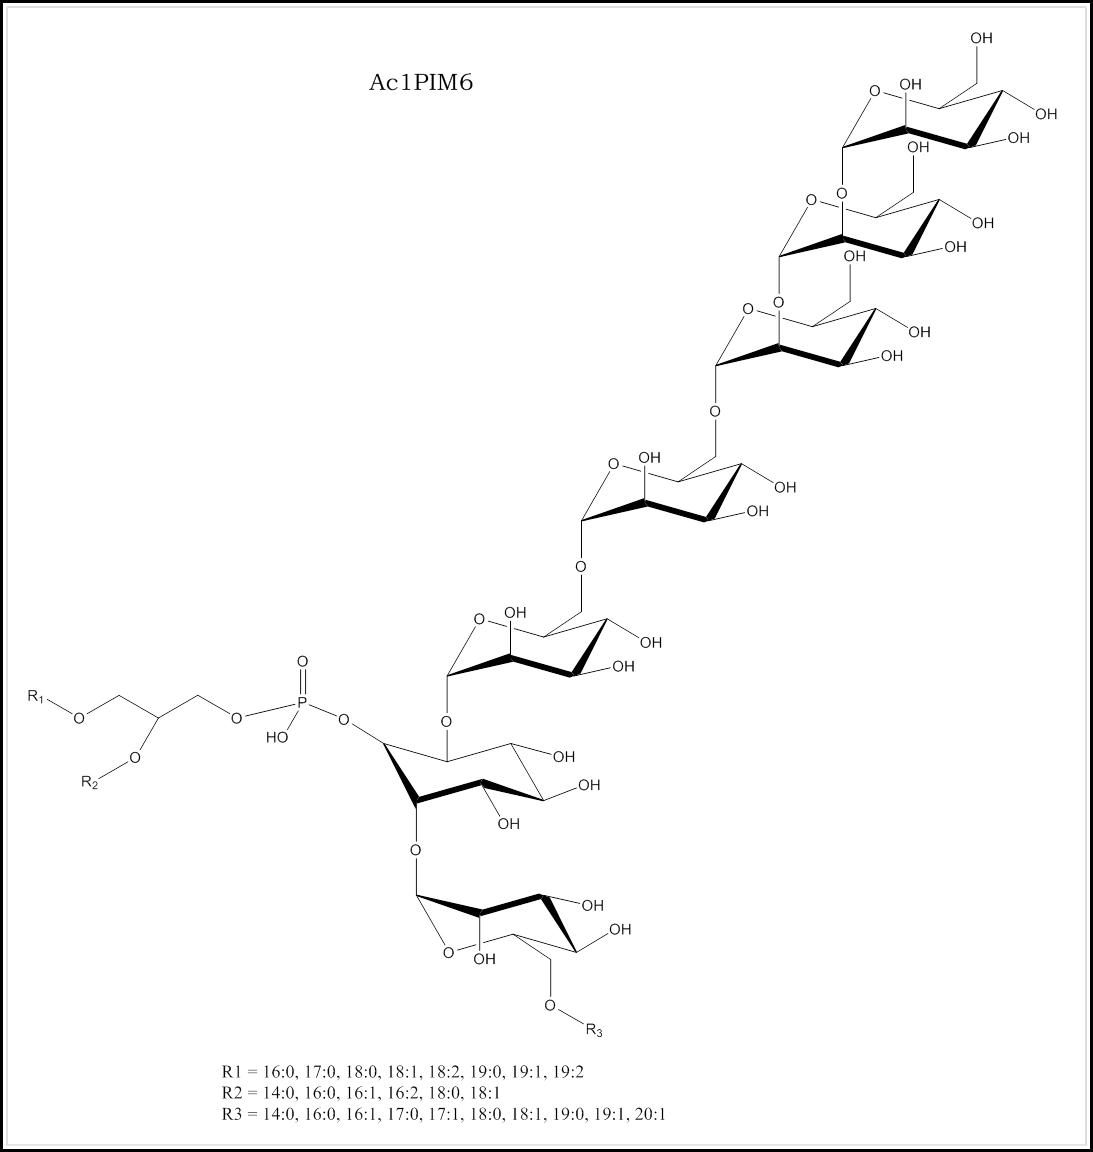 Ac1PIM6
OH
O
OH
OH
OH
OH
O
O
OH
OH
OH
O
O
OH
OH
O
O
OH
OH
OH
O
O
OH
OH
OH
O
R1
O
O
R2
O
O
P
HO
O
O
OH
OH
OH
O
OH
OH
O
OH
O
R3
R1 = 16:0, 17:0, 18:0, 18:1, 18:2, 19:0, 19:1, 19:2
R2 = 14:0, 16:0, 16:1, 16:2, 18:0, 18:1
R3 = 14:0, 16:0, 16:1, 17:0, 17:1, 18:0, 18:1, 19:0, 19:1, 20:1